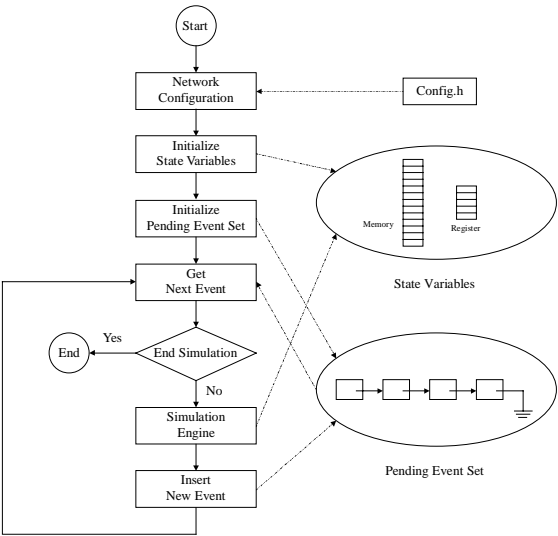 Start
Network
Configuration
Config.h
Initialize
State Variables
Memory
Register
Initialize
Pending Event Set
State Variables
Get
Next Event
End
Yes
End Simulation
No
Simulation
Engine
Pending Event Set
Insert
New Event